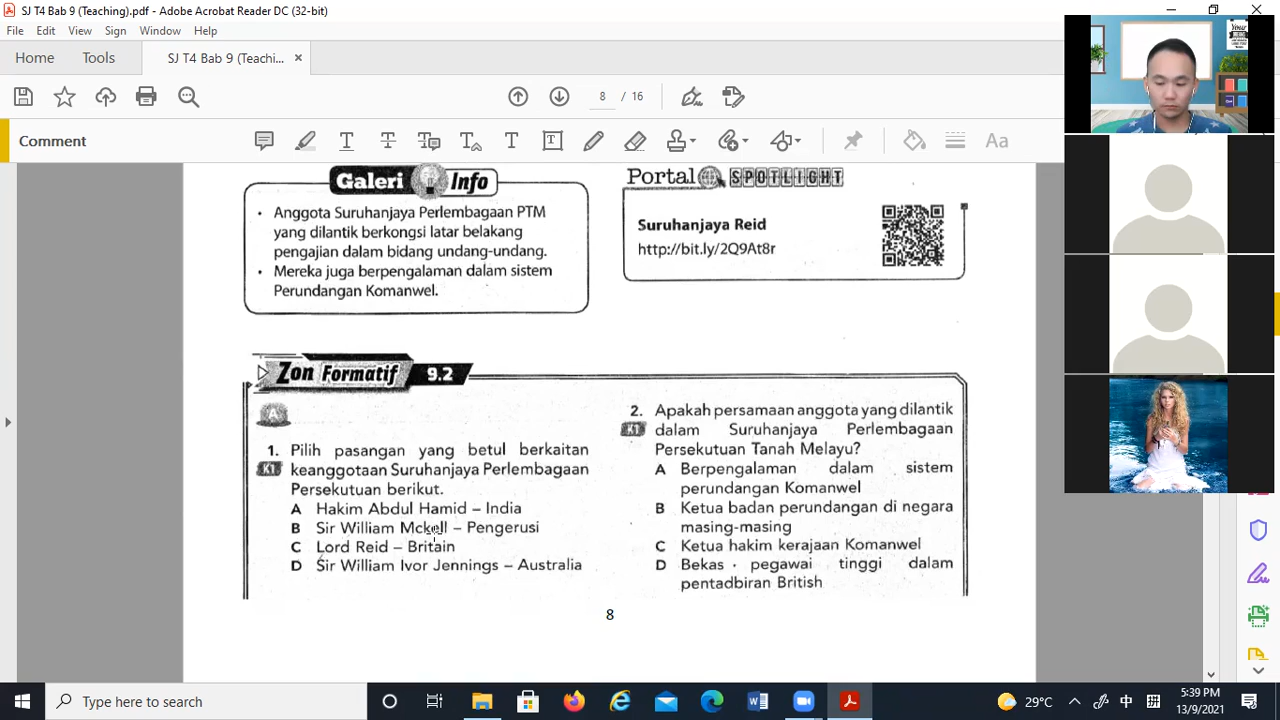 SJ T4 Bab 9 (Teaching).pdf - Adobe Acrobat Reader DC (32-bit)
File Edit View Sign Window Help
Home Tools SJ T4 Bab 9 (Teachi...
8 / 16
Comment
Galeri Info
• Anggota Suruhanjaya Perlembagaan PTM
yang dilantik berkongsi latar belakang
pengajian dalam bidang undang-undang.
• Mereka juga berpengalaman dalam sistem
Perundangan Komanwel.
Portal SPOTLIGHT
Suruhanjaya Reid
http://bit.ly/2Q9At8r
Zon Formatif 9.2
A
1. Pilih pasangan yang betul berkaitan
K1 keanggotaan Suruhanjaya Perlembagaan
Persekutuan berikut.
A Hakim Abdul Hamid – India
B Sir William Mckell – Pengerusi
C Lord Reid – Britain
D Sir William Ivor Jennings – Australia
2. Apakah persamaan anggota yang dilantik
K1 dalam Suruhanjaya Perlembagaan
Persekutuan Tanah Melayu?
A Berpengalaman dalam sistem
perundangan Komanwel
B Ketua badan perundangan di negara
masing-masing
C Ketua hakim kerajaan Komanwel
D Bekas pegawai tinggi dalam
pentadbiran British
8
Type here to search
29°C
中
拼
5:39 PM
13/9/2021